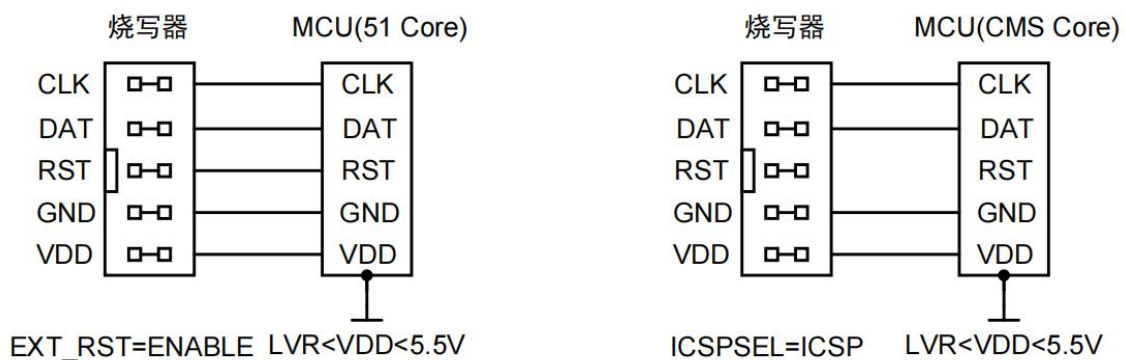 烧写器 MCU(51 Core)
CLK CLK
DAT DAT
RST RST
GND GND
VDD VDD
EXT_RST=ENABLE LVR<VDD<5.5V
烧写器 MCU(CMS Core)
CLK CLK
DAT DAT
RST RST
GND GND
VDD VDD
ICSPSEL=ICSP LVR<VDD<5.5V